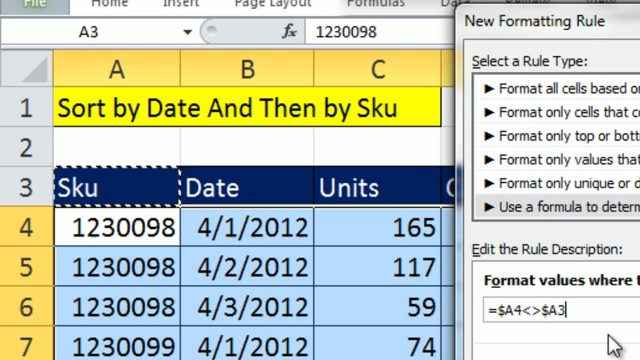 File Home Insert Page Layout Formulas Data Review View
A3 fx 1230098
A B C
1 Sort by Date And Then by Sku
2
3 Sku Date Units
4 1230098 4/1/2012 165
5 1230098 4/2/2012 117
6 1230098 4/3/2012 59
7 1230099 4/1/2012 74
New Formatting Rule
Select a Rule Type:
► Format all cells based
► Format only cells that
► Format only top or
► Format only values
► Format only unique or
► Use a formula to
Edit the Rule Description:
Format values where
=$A4<>$A3